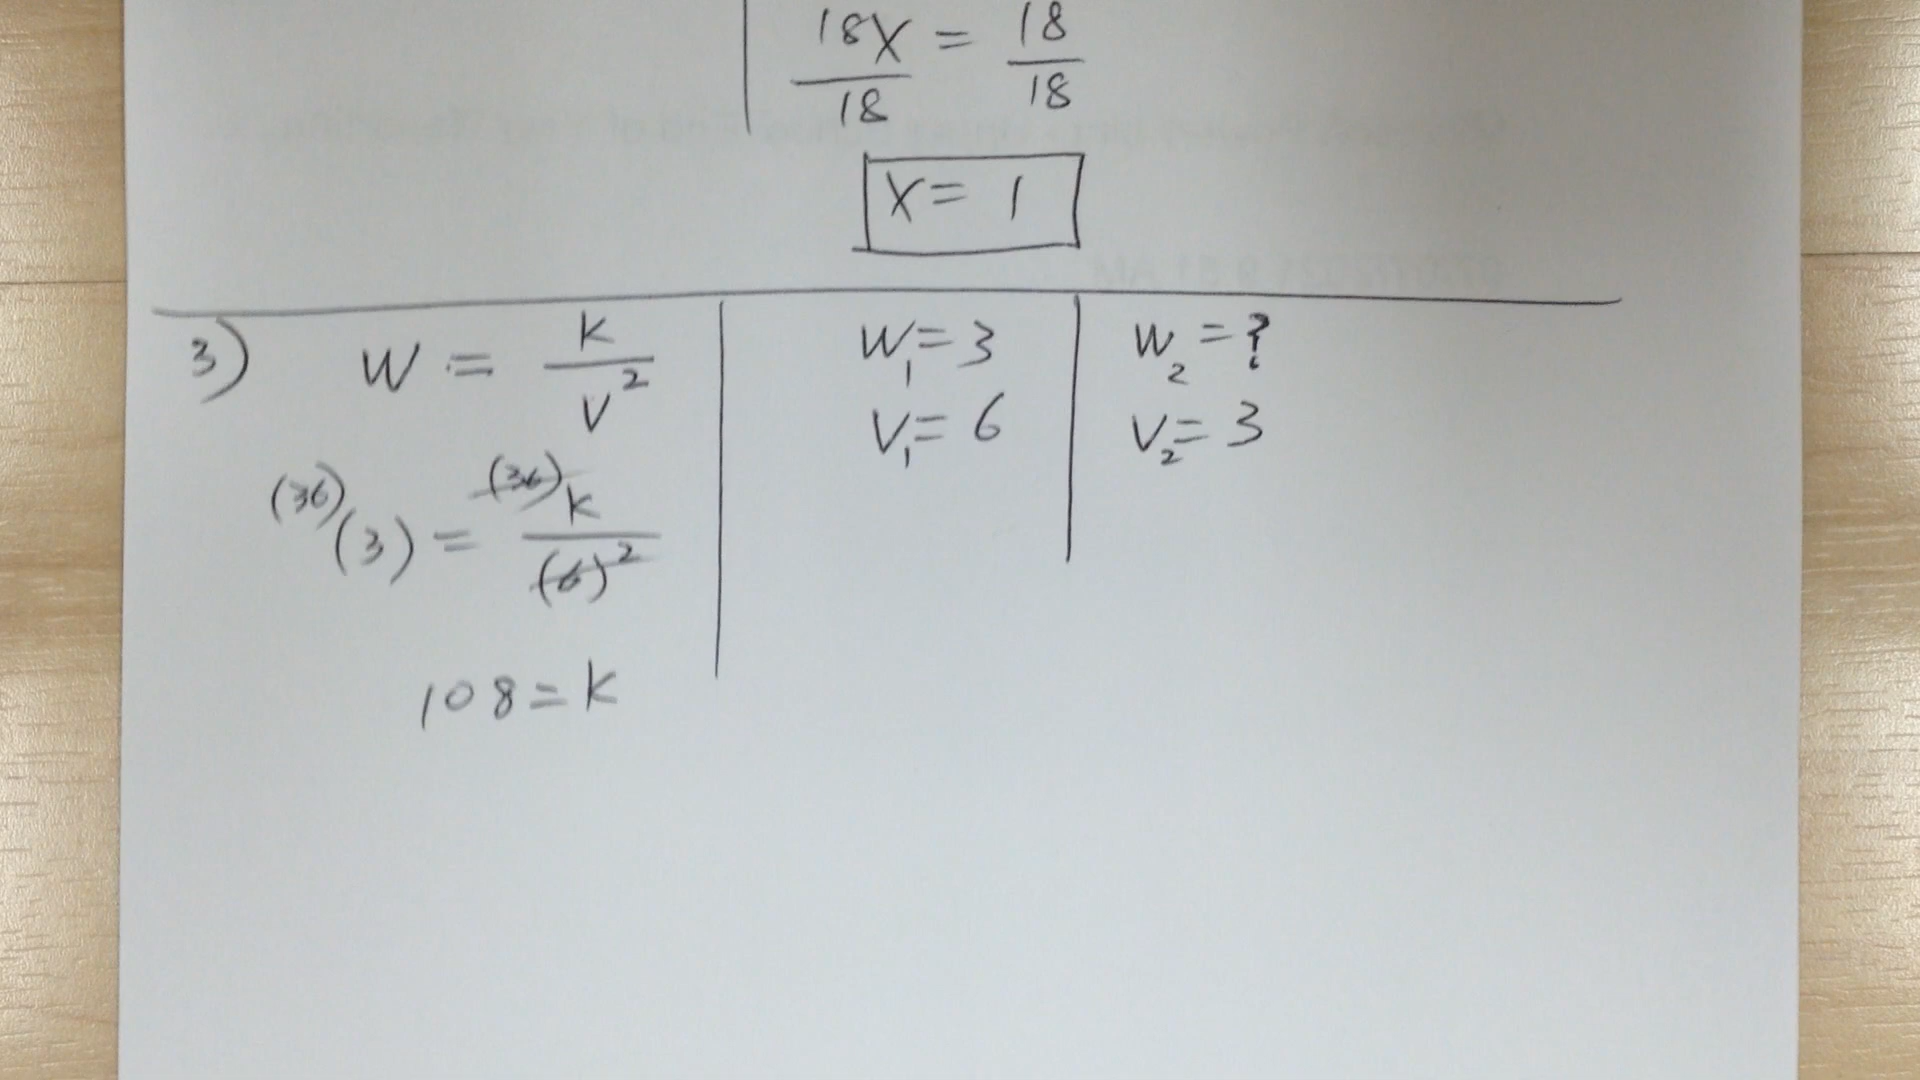 18X = 18
18 18
X = 1
3) W = K / V²
(36)(3) = (36)K / (6)²
108 = K
W₁ = 3
V₁ = 6
W₂ = ?
V₂ = 3